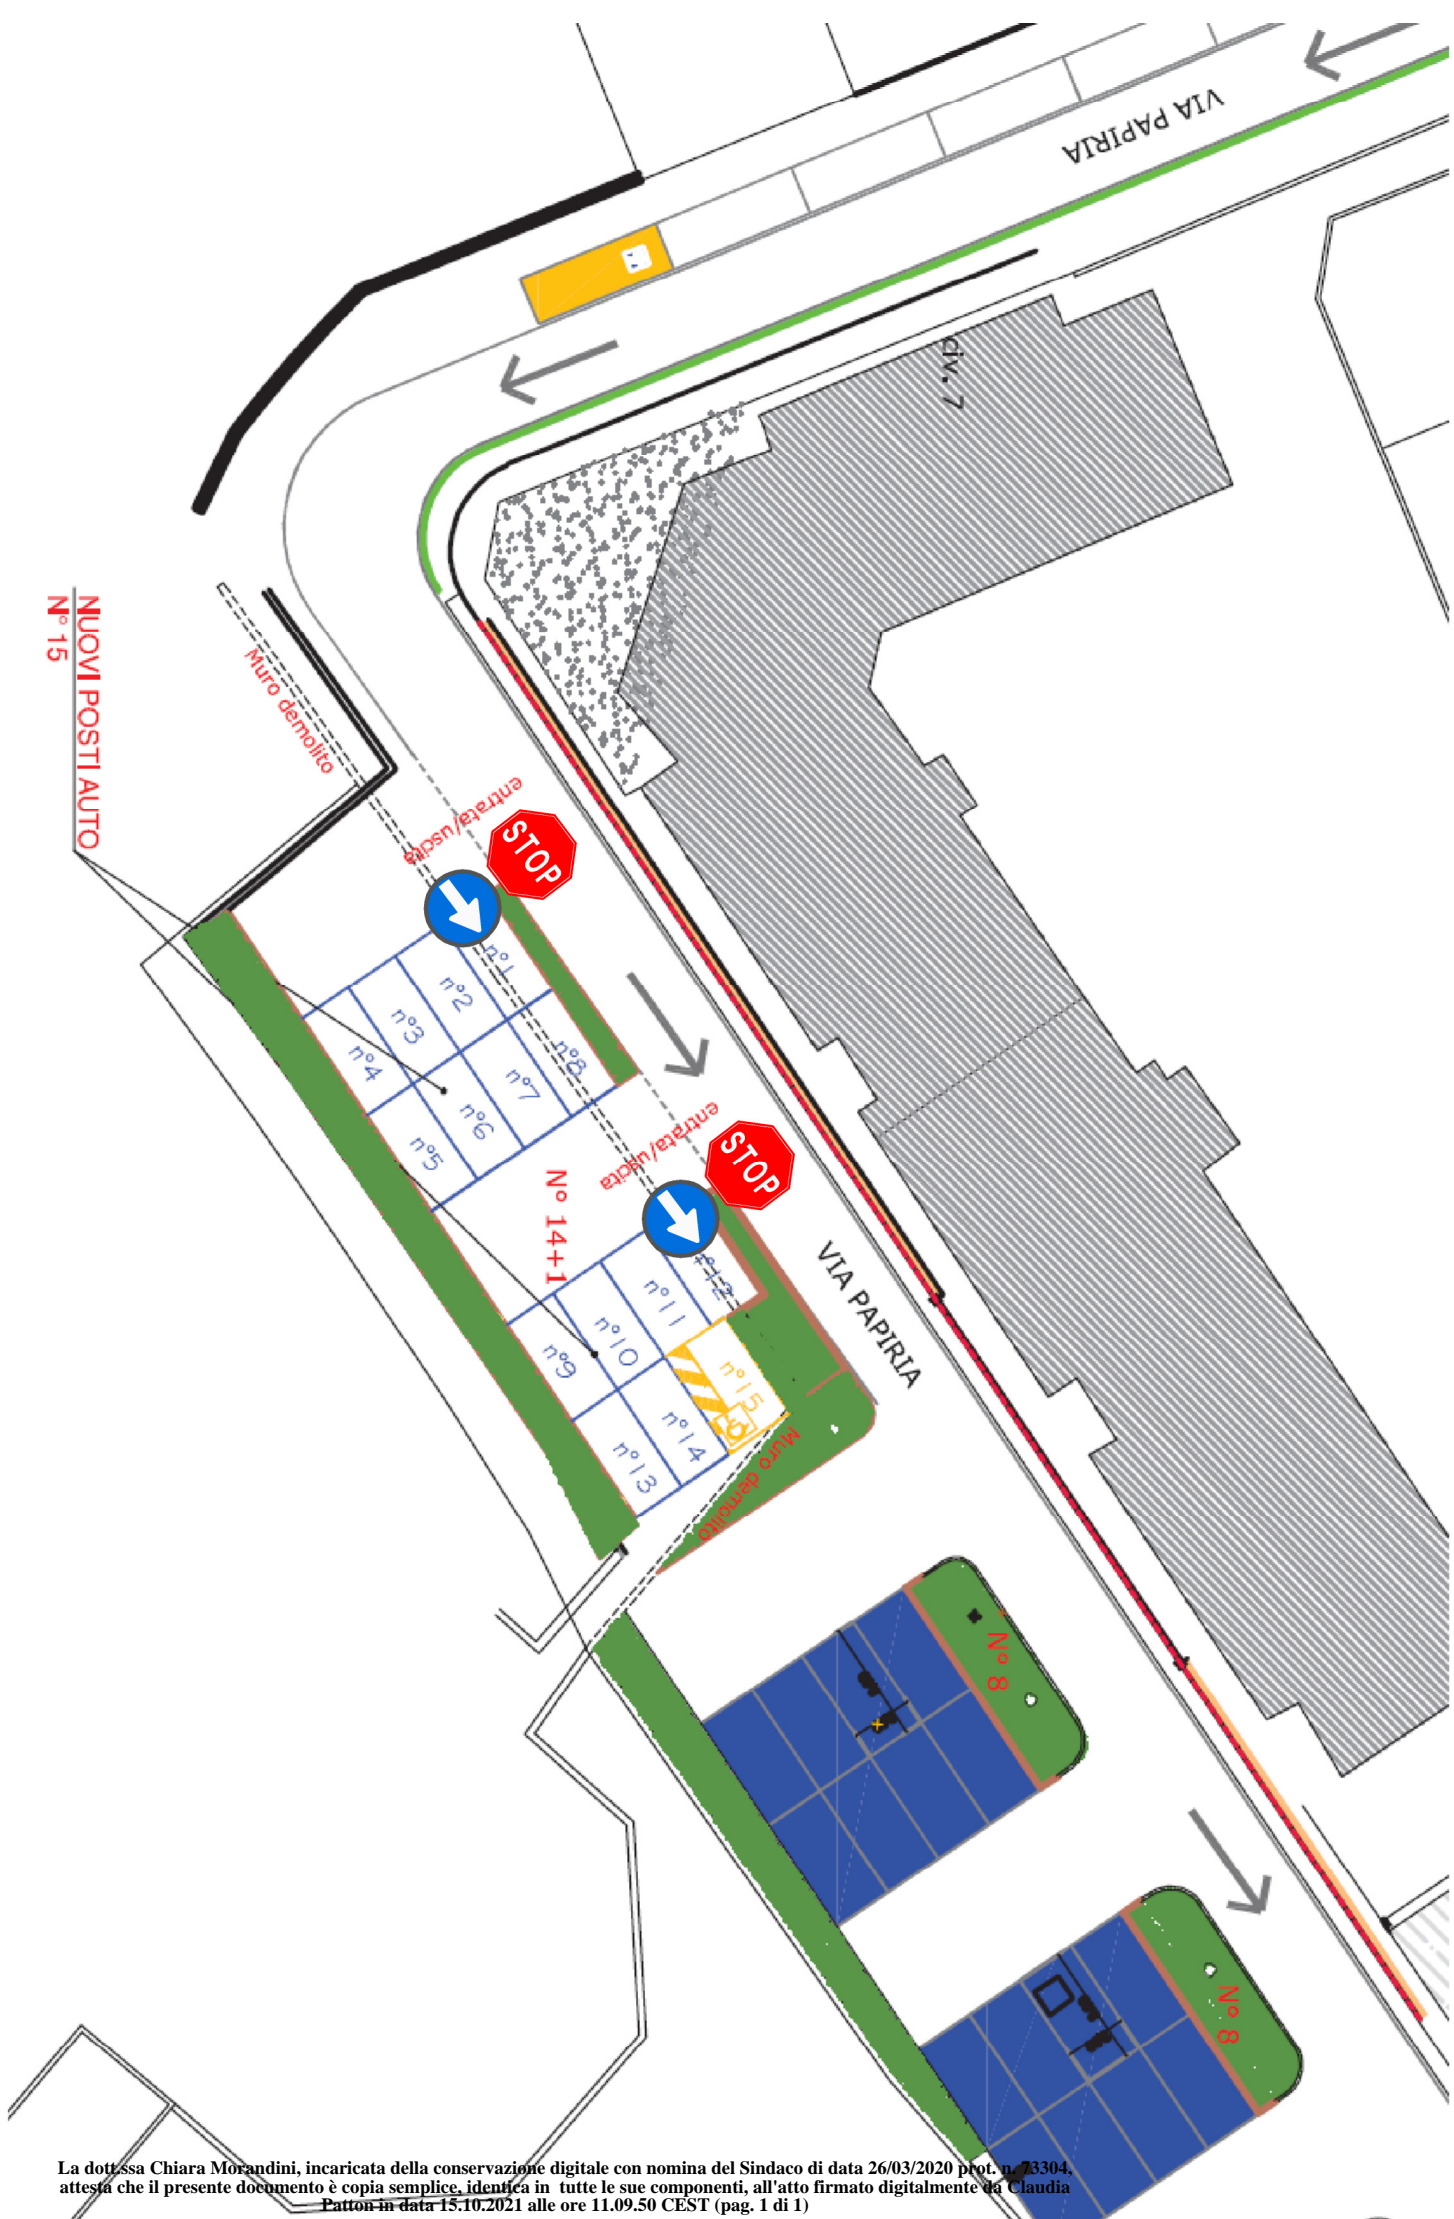 VIA PAPIRIA
civ. 7
NUOVI POSTI AUTO
N° 15
Muro demolito
entrata/uscita
STOP
n°1
n°2
n°3
n°4
n°8
n°7
n°6
n°5
entrata/uscita
STOP
N° 14+1
n°12
n°11
n°10
n°9
n°15
n°14
n°13
VIA PAPIRIA
Muro demolito
N° 8
N° 8
La dott.ssa Chiara Morandini, incaricata della conservazione digitale con nomina del Sindaco di data 26/03/2020 prot. n. 73304,
attesta che il presente documento è copia semplice, identica in tutte le sue componenti, all'atto firmato digitalmente da Claudia
Patton in data 15.10.2021 alle ore 11.09.50 CEST (pag. 1 di 1)